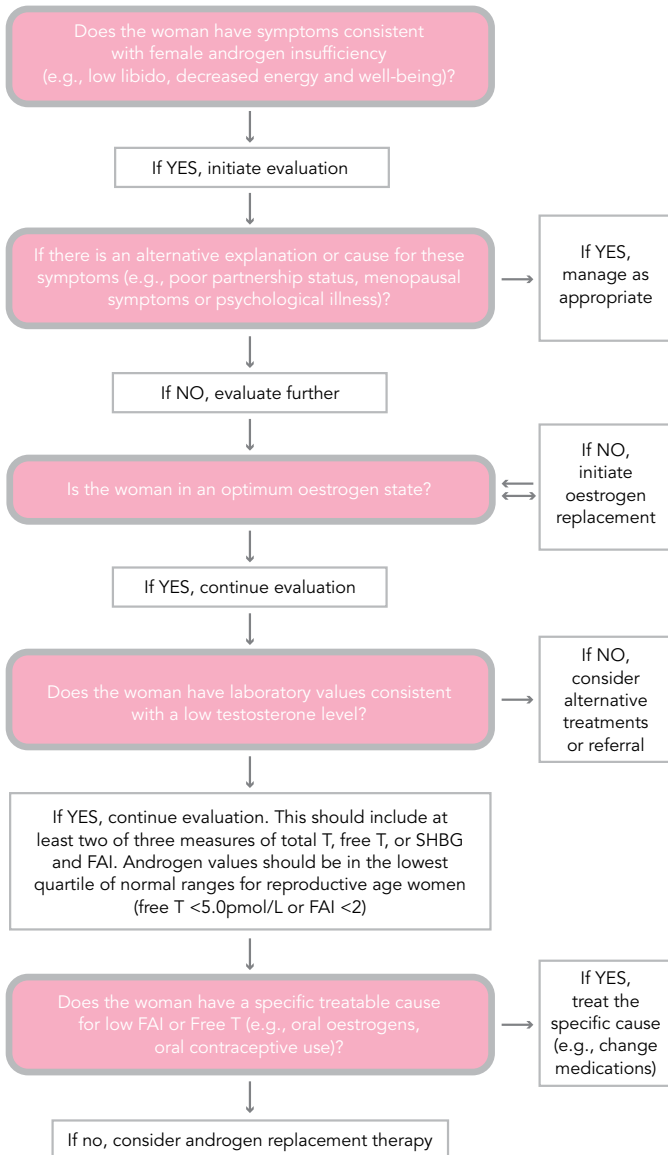 Does the woman have symptoms consistent
with female androgen insufficiency
(e.g., low libido, decreased energy and well-being)?
If YES, initiate evaluation
If there is an alternative explanation or cause for these
symptoms (e.g., poor partnership status, menopausal
symptoms or psychological illness)?
If YES,
manage as
appropriate
If NO, evaluate further
Is the woman in an optimum oestrogen state?
If NO,
initiate
oestrogen
replacement
If YES, continue evaluation
Does the woman have laboratory values consistent
with a low testosterone level?
If NO,
consider
alternative
treatments
or referral
If YES, continue evaluation. This should include at
least two of three measures of total T, free T, or SHBG
and FAI. Androgen values should be in the lowest
quartile of normal ranges for reproductive age women
(free T <5.0pmol/L or FAI <2)
Does the woman have a specific treatable cause
for low FAI or Free T (e.g., oral oestrogens,
oral contraceptive use)?
If YES,
treat the
specific cause
(e.g., change
medications)
If no, consider androgen replacement therapy